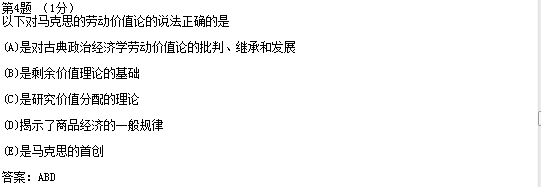 第4题 （1分）
以下对马克思的劳动价值论的说法正确的是
(A)是对古典政治经济学劳动价值论的批判、继承和发展
(B)是剩余价值理论的基础
(C)是研究价值分配的理论
(D)揭示了商品经济的一般规律
(E)是马克思的首创
答案: ABD